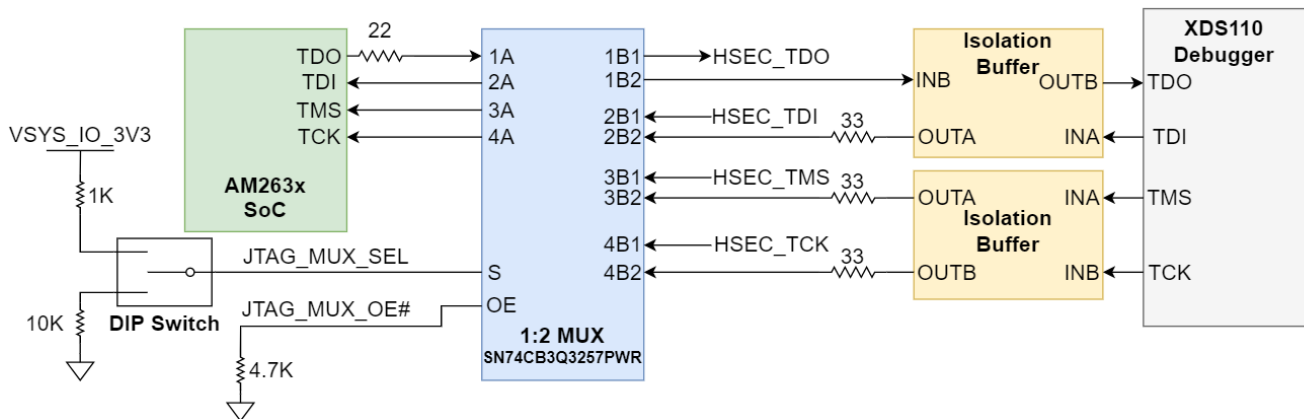 22
TDO
TDI
TMS
TCK
AM263x
SoC
VSYS_IO_3V3
1K
10K
DIP Switch
JTAG_MUX_SEL
JTAG_MUX_OE#
4.7K
1A
2A
3A
4A
S
OE
1B1
1B2
2B1
2B2
3B1
3B2
4B1
4B2
1:2 MUX
SN74CB3Q3257PWR
HSEC_TDO
HSEC_TDI
33
HSEC_TMS
33
HSEC_TCK
33
Isolation
Buffer
INB
OUTB
OUTA
INA
OUTA
INA
Isolation
Buffer
OUTB
INB
XDS110
Debugger
TDO
TDI
TMS
TCK